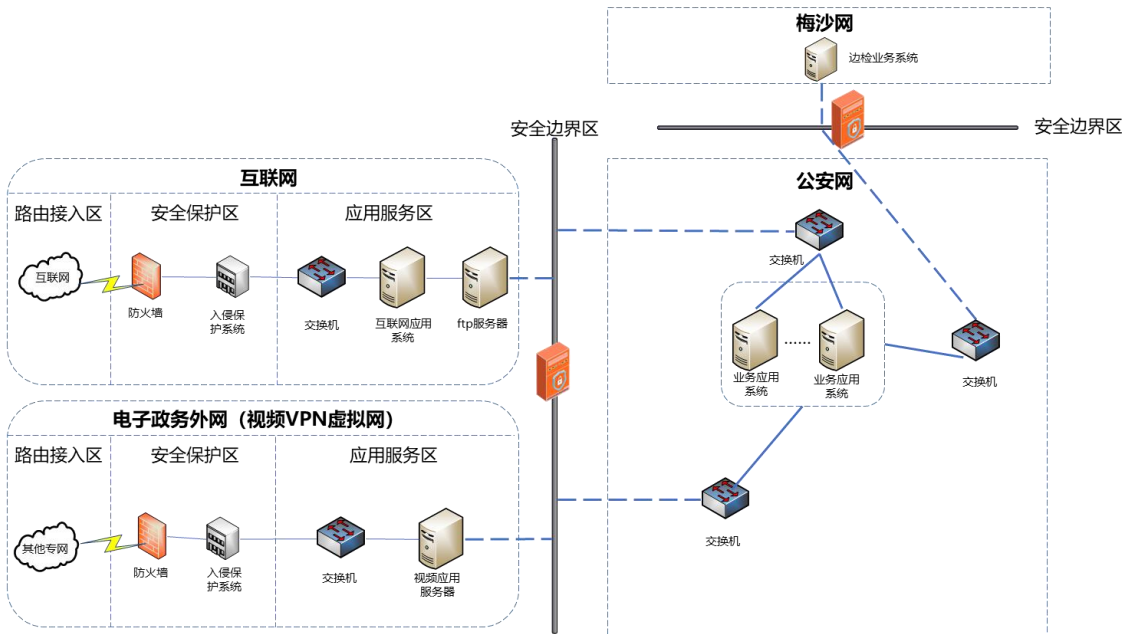 梅沙网
边检业务系统
安全边界区
安全边界区
互联网
路由接入区
安全保护区
应用服务区
互联网
防火墙
入侵保
护系统
交换机
互联网应用
系统
ftp服务器
公安网
交换机
业务应用
系统
......
业务应用
系统
交换机
交换机
电子政务外网（视频VPN虚拟网）
路由接入区
安全保护区
应用服务区
其他专网
防火墙
入侵保
护系统
交换机
视频应用
服务器